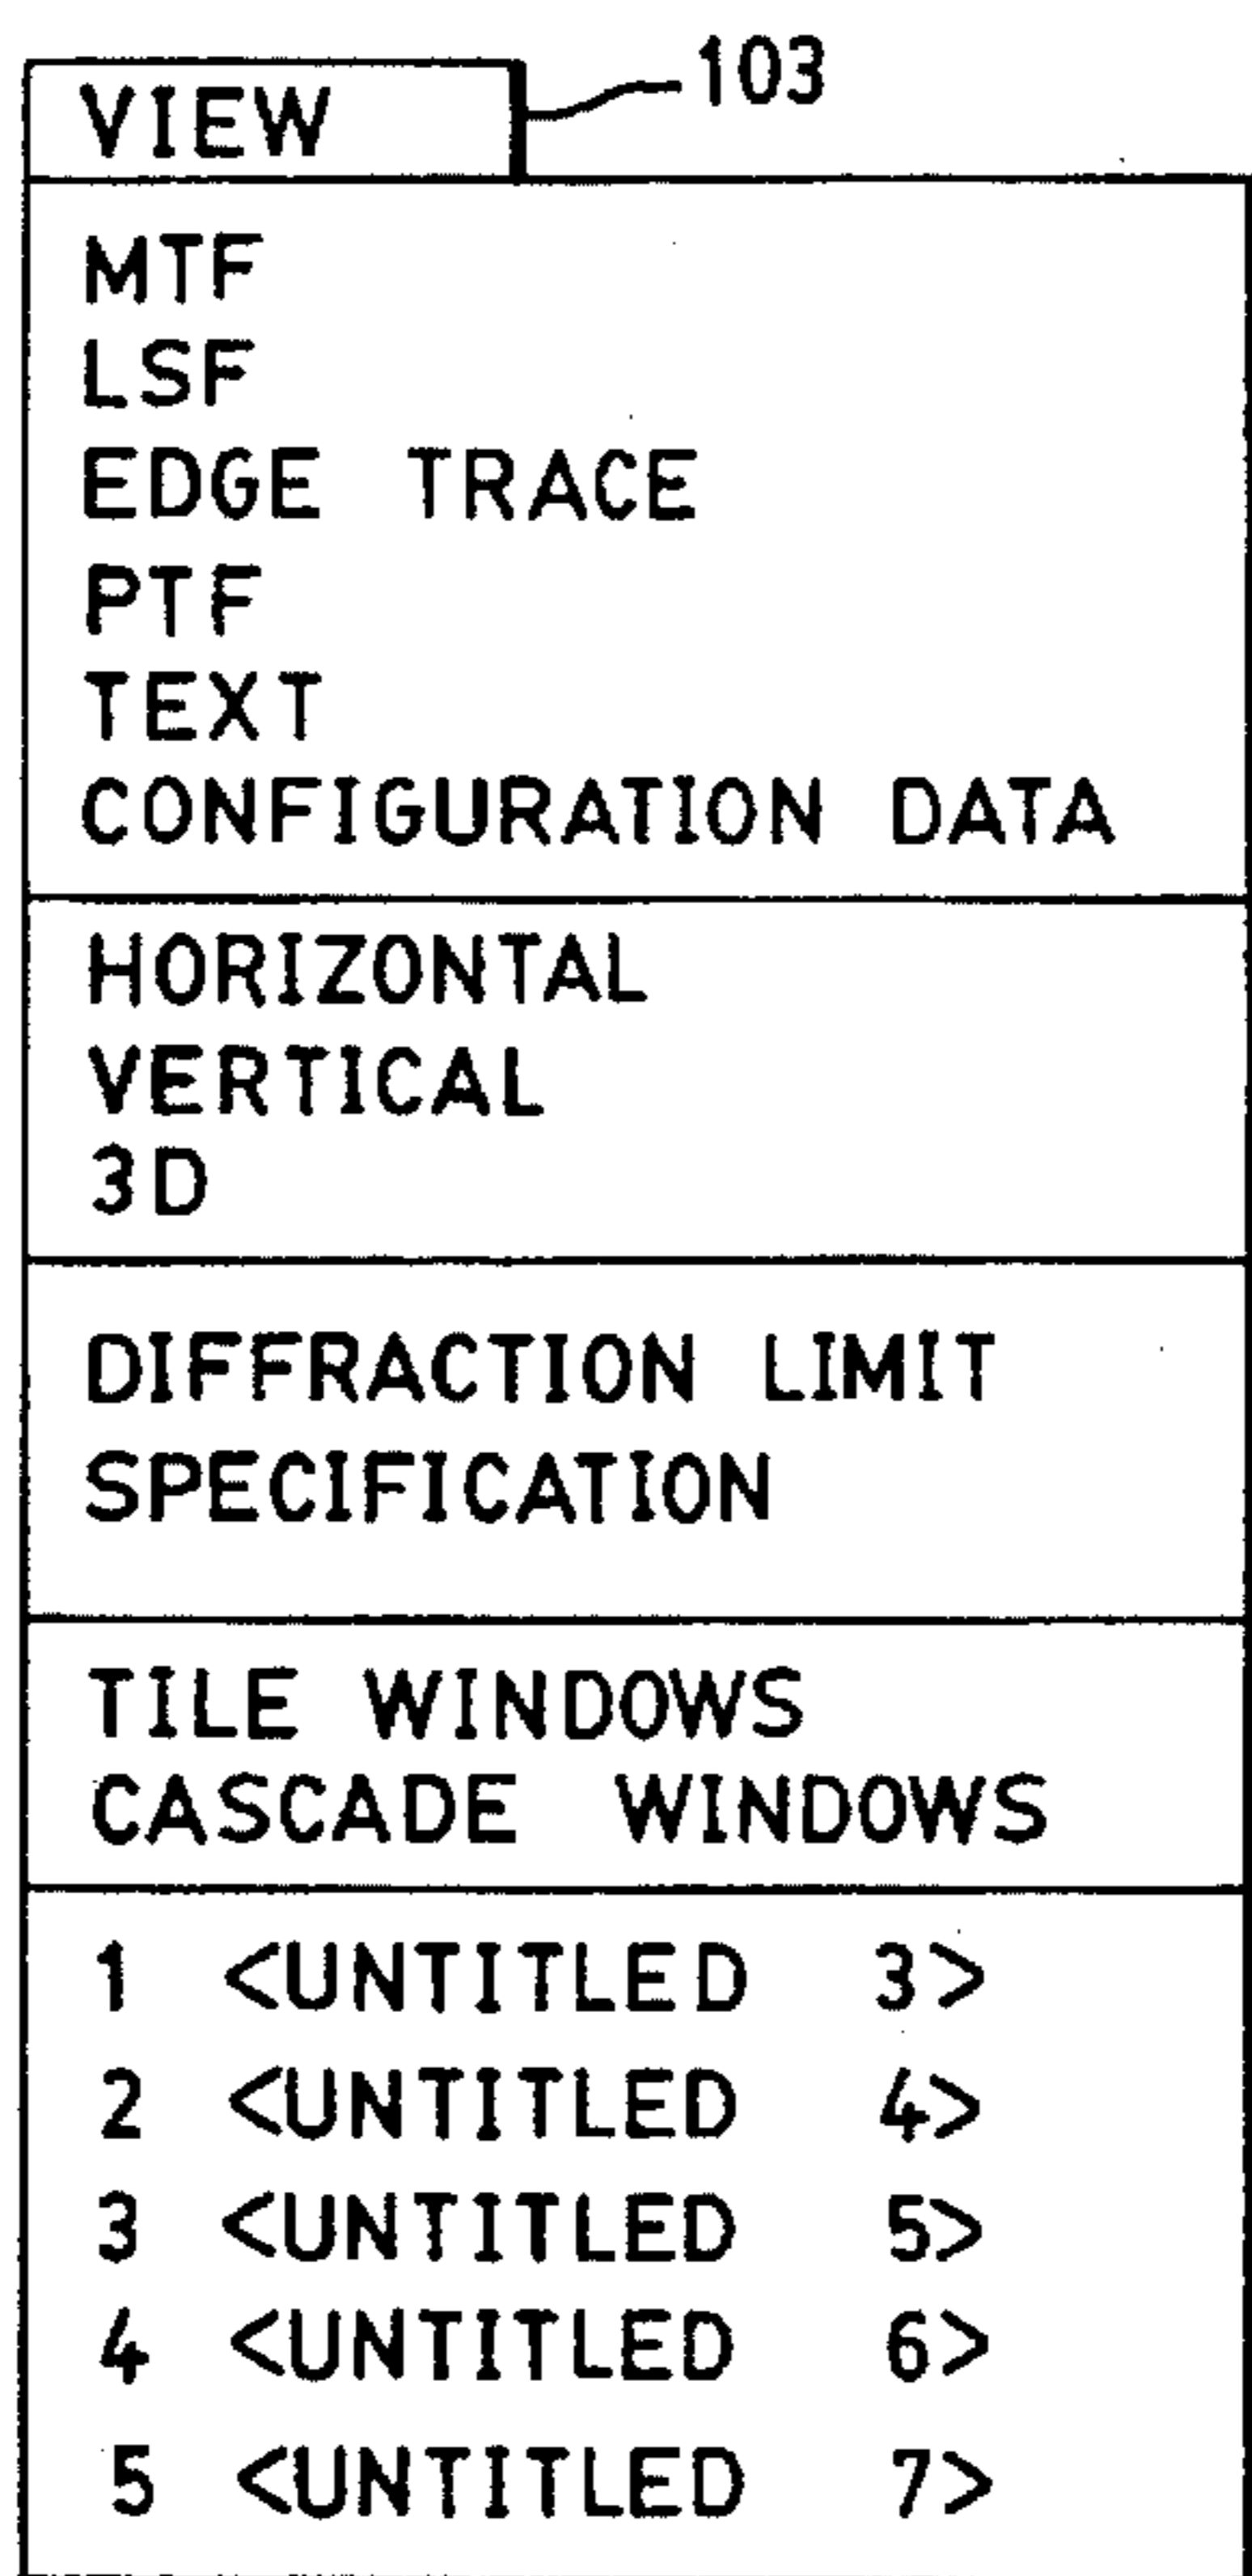 VIEW 103
MTF
LSF
EDGE TRACE
PTF
TEXT
CONFIGURATION DATA
HORIZONTAL
VERTICAL
3D
DIFFRACTION LIMIT
SPECIFICATION
TILE WINDOWS
CASCADE WINDOWS
1 <UNTITLED 3>
2 <UNTITLED 4>
3 <UNTITLED 5>
4 <UNTITLED 6>
5 <UNTITLED 7>